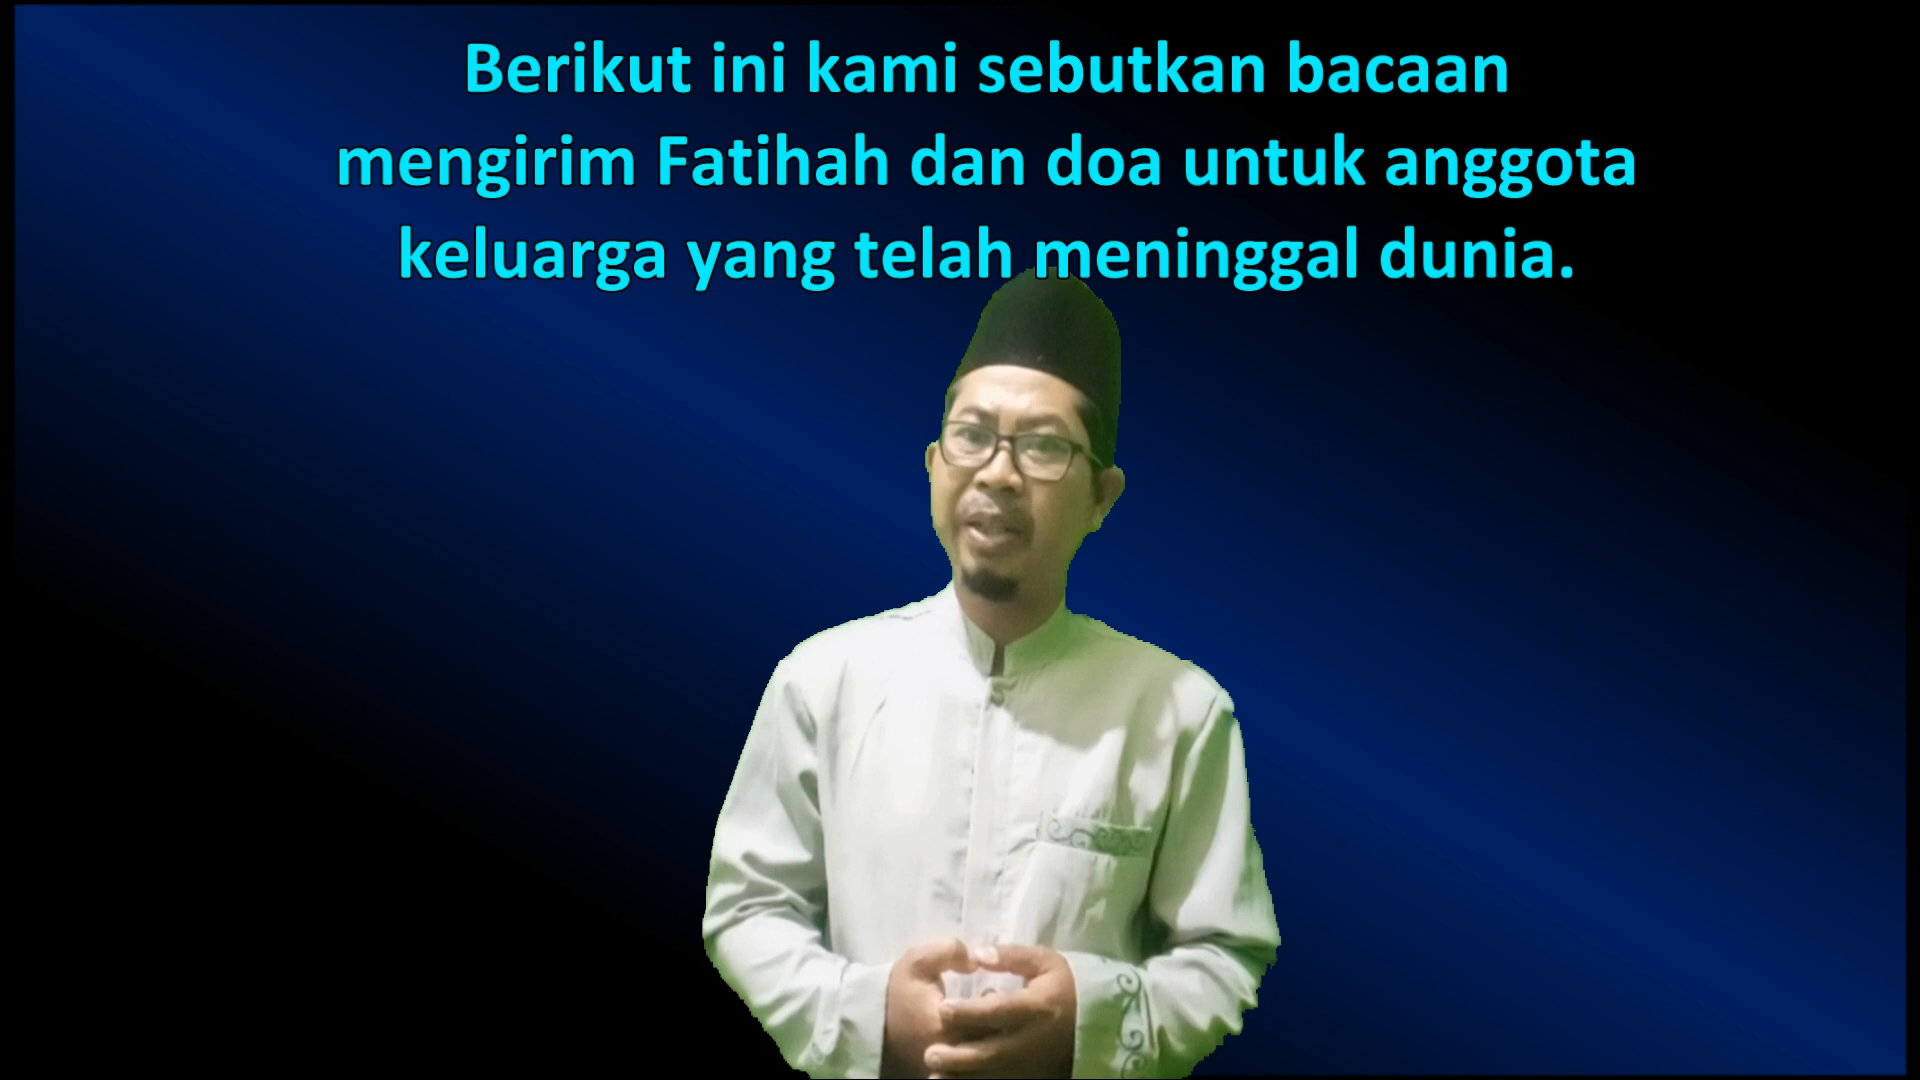 Berikut ini kami sebutkan bacaan
mengirim Fatihah dan doa untuk anggota
keluarga yang telah meninggal dunia.